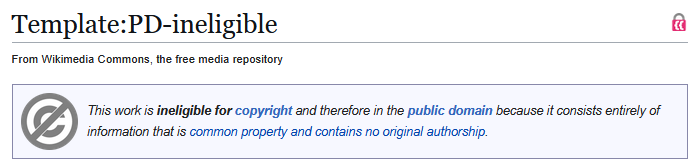 Template:PD-ineligible
From Wikimedia Commons, the free media repository
This work is ineligible for copyright and therefore in the public domain because it consists entirely of
information that is common property and contains no original authorship.